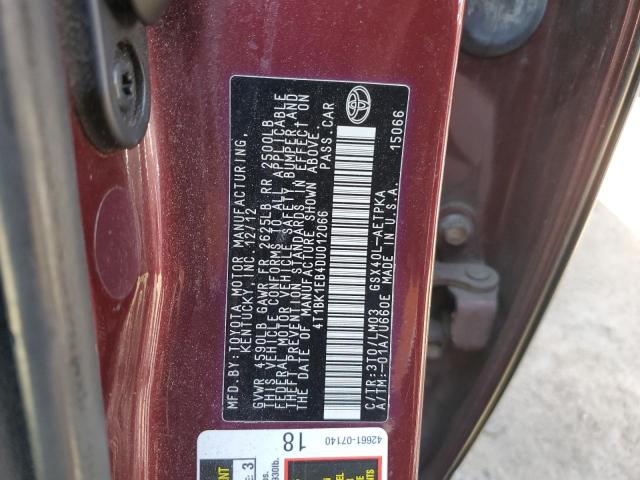 MFD.BY:TOYOTA MOTOR MANUFACTURING,
KENTUCKY, INC. 12/12
GVWR 4590LB GAWR FR 2625LB RR 2500LB
THIS VEHICLE CONFORMS TO ALL APPLICABLE
FEDERAL MOTOR VEHICLE SAFETY, BUMPER AND
THEFT PREVENTION STANDARDS IN EFFECT ON
THE DATE OF MANUFACTURE SHOWN ABOVE.
4T1BK1EB4DU012066 PASS.CAR
C/TR:3T0/LM03 GSX40L-AETPKA
A/TM:-01A/U660E MADE IN U.S.A. 15066
42661-07140
18
3
930lb.